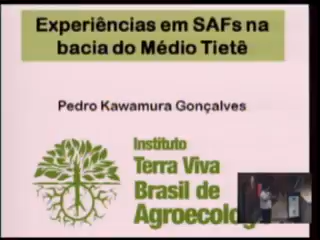 Experiências em SAFs na
bacia do Médio Tietê
Pedro Kawamura Gonçalves
Instituto
Terra Viva
Brasil de
Agroecolog